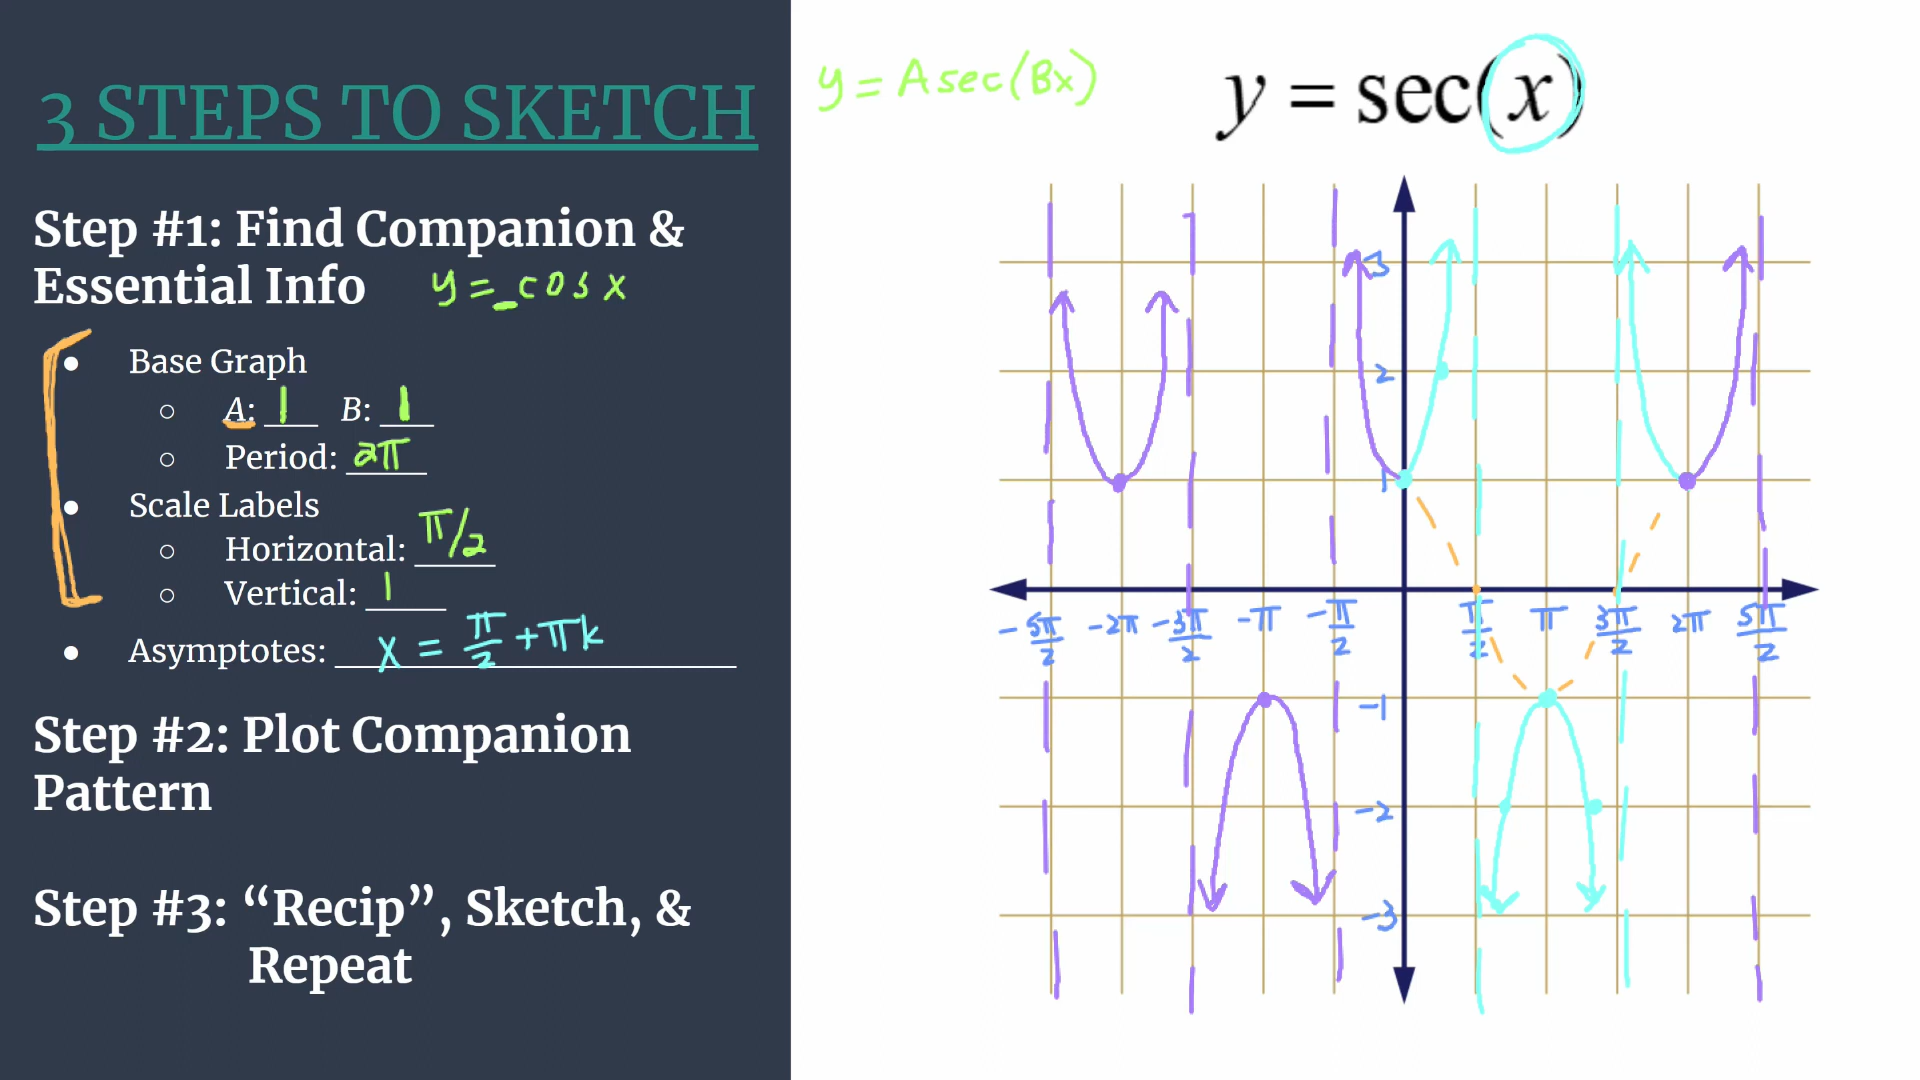 3 STEPS TO SKETCH
Step #1: Find Companion &
Essential Info y = _cos x
● Base Graph
○ A: 1 B: 1
○ Period: 2π
● Scale Labels
○ Horizontal: π/2
○ Vertical: 1
● Asymptotes: x = π/2 + πk
Step #2: Plot Companion
Pattern
Step #3: “Recip”, Sketch, &
Repeat
y = A sec(Bx)
y = sec(x)
3
2
1
-5π/2 -2π -3π/2 -π -π/2 π/2 π 3π/2 2π 5π/2
-1
-2
-3